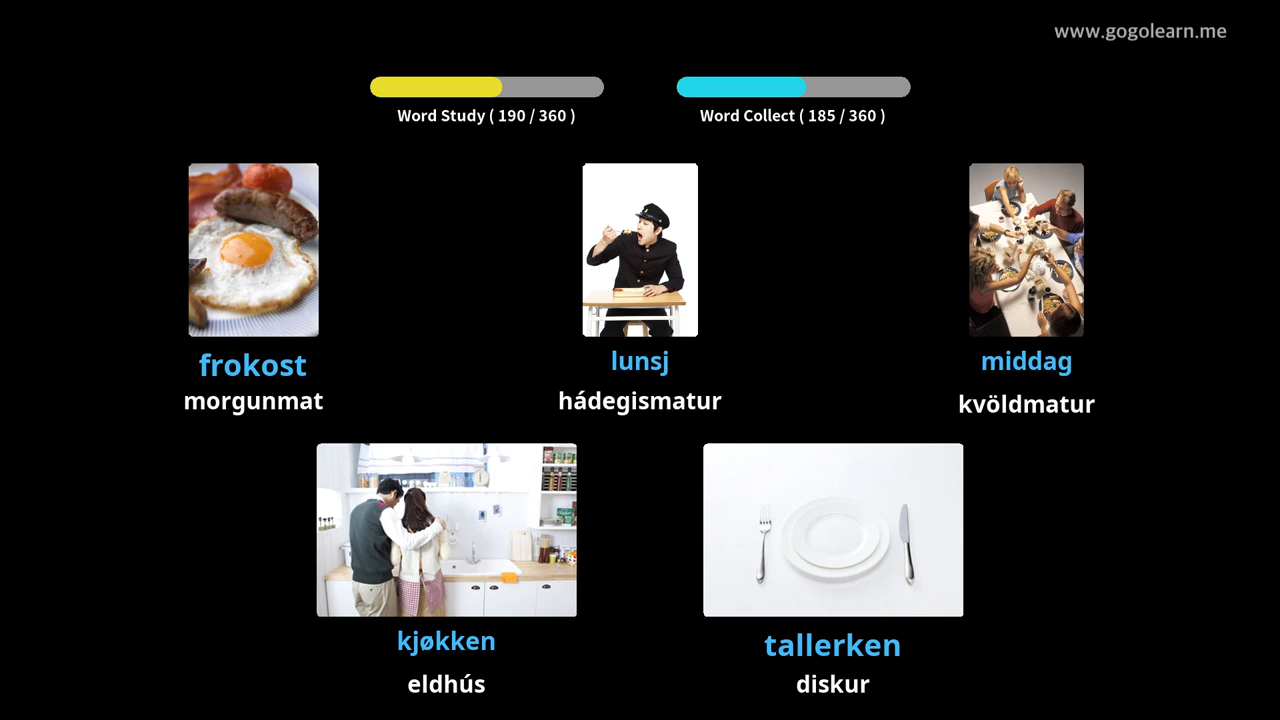 www.gogolearn.me
Word Study ( 190 / 360 )
Word Collect ( 185 / 360 )
frokost
morgunmat
lunsj
hádegismatur
middag
kvöldmatur
kjøkken
eldhús
tallerken
diskur